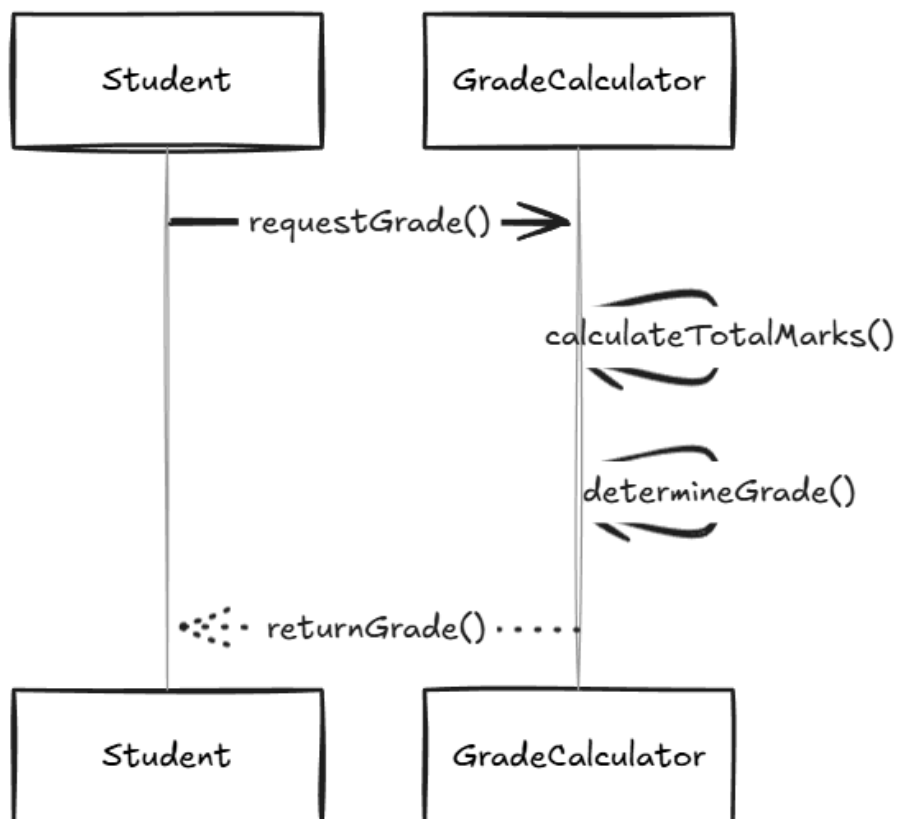 Student
GradeCalculator
requestGrade()
calculateTotalMarks()
determineGrade()
returnGrade()
Student
GradeCalculator